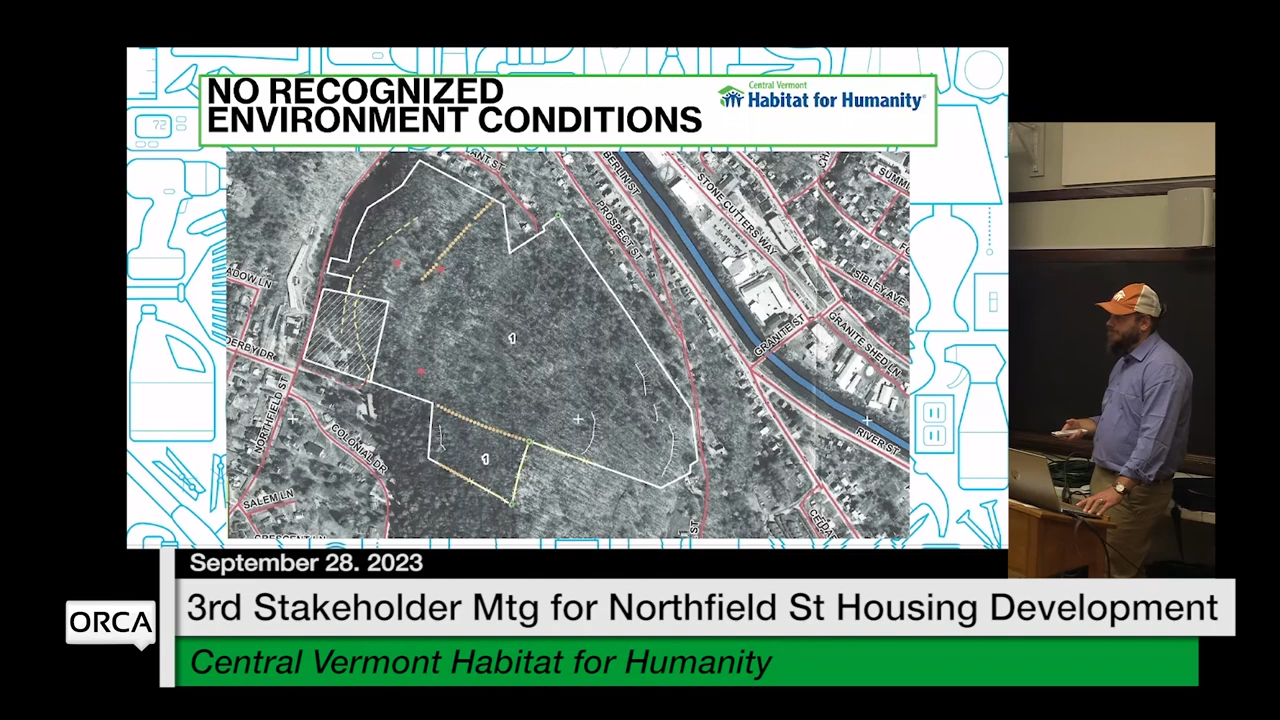 NO RECOGNIZED
ENVIRONMENT CONDITIONS
Central Vermont
Habitat for Humanity®
72
BERLIN ST
STONE CUTTERS WAY
PROSPECT ST
SIBLEY AVE
GRANITE ST
GRANITE SHED LN
DERBY DR
NORTHFIELD ST
COLONIAL DR
RIVER ST
SALEM LN
1
1
ST
September 28. 2023
3rd Stakeholder Mtg for Northfield St Housing Development
ORCA
Central Vermont Habitat for Humanity